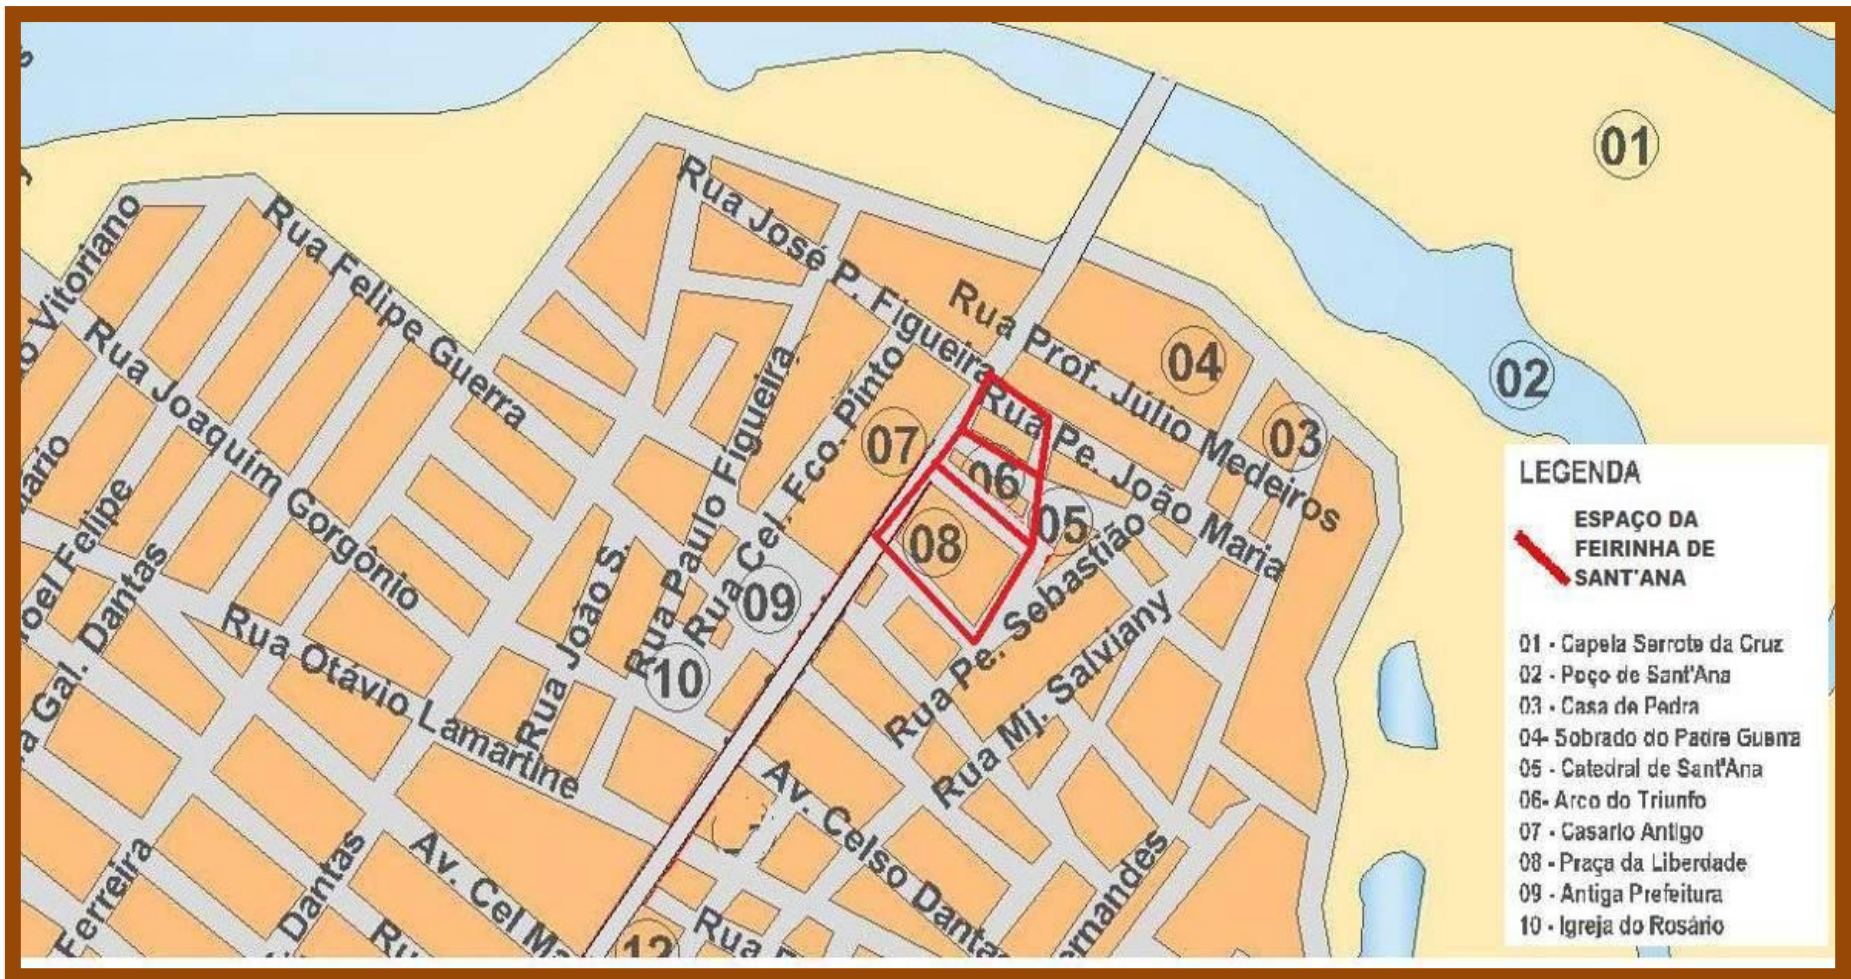 01
Rua José P. Figueira
Rua Felipe Guerra
Vitoriano
Rua Prof. Júlio Medeiros
Rua Joaquim Gorgônio
04
02
Rua Cel. Fco. Pinto
Rua Paulo Figueira
07
03
Rua Pe. João Maria
06
05
08
Felipe
Gal. Dantas
Rua João S.
09
10
Rua Otávio Lamartine
Rua Pe. Sebastião
Rua Mj. Salviany
Av. Celso Dantas
Av. Cel
Ferreira
Dantas
12
Rua
LEGENDA
ESPAÇO DA
FEIRINHA DE
SANT'ANA
01 - Capela Serrote da Cruz
02 - Poço de Sant'Ana
03 - Casa de Pedra
04- Sobrado do Padre Guerra
05 - Catedral de Sant'Ana
06- Arco do Triunfo
07 - Casario Antigo
08 - Praça da Liberdade
09 - Antiga Prefeitura
10 - Igreja do Rosário